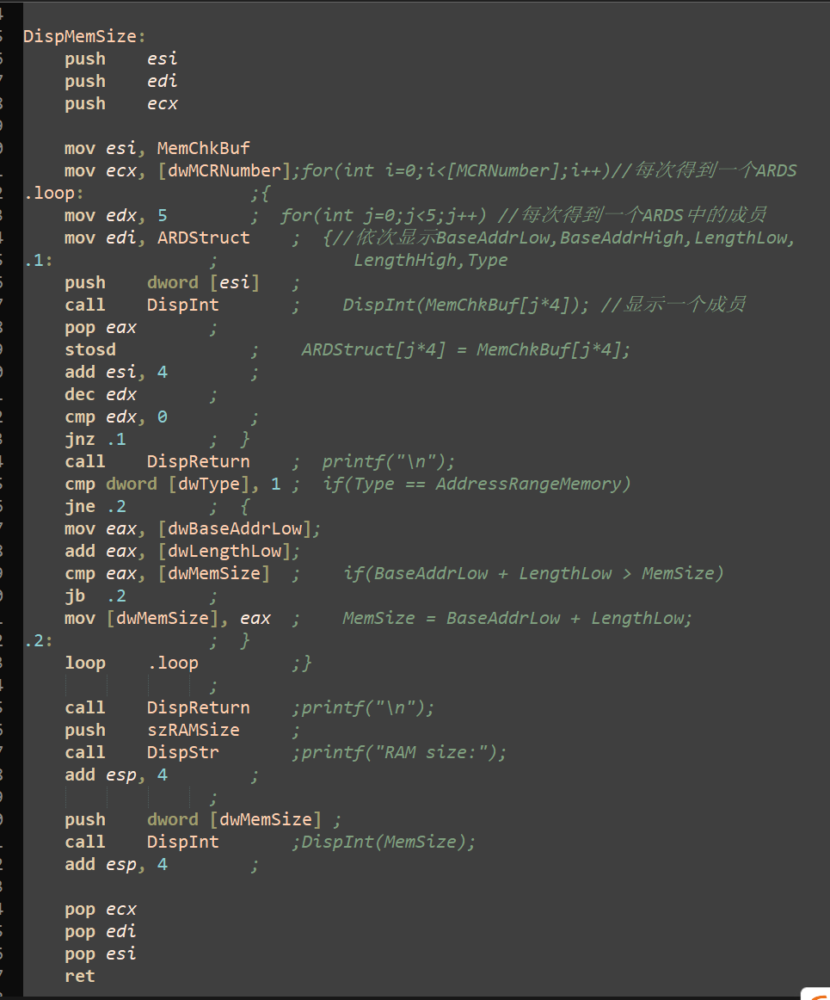 DispMemSize:
push esi
push edi
push ecx
mov esi, MemChkBuf
mov ecx, [dwMCRNumber];for(int i=0;i<[MCRNumber];i++)//每次得到一个ARDS
.loop: ;{
mov edx, 5 ; for(int j=0;j<5;j++) //每次得到一个ARDS中的成员
mov edi, ARDStruct ; {//依次显示BaseAddrLow,BaseAddrHigh,LengthLow,
.1: ; LengthHigh,Type
push dword [esi] ;
call DispInt ; DispInt(MemChkBuf[j*4]); //显示一个成员
pop eax ;
stosd ; ARDStruct[j*4] = MemChkBuf[j*4];
add esi, 4 ;
dec edx ;
cmp edx, 0 ;
jnz .1 ; }
call DispReturn ; printf("\n");
cmp dword [dwType], 1 ; if(Type == AddressRangeMemory)
jne .2 ; {
mov eax, [dwBaseAddrLow];
add eax, [dwLengthLow];
cmp eax, [dwMemSize] ; if(BaseAddrLow + LengthLow > MemSize)
jb .2 ;
mov [dwMemSize], eax ; MemSize = BaseAddrLow + LengthLow;
.2: ; }
loop .loop ;}
;
call DispReturn ;printf("\n");
push szRAMSize ;
call DispStr ;printf("RAM size:");
add esp, 4 ;
;
push dword [dwMemSize] ;
call DispInt ;DispInt(MemSize);
add esp, 4 ;
pop ecx
pop edi
pop esi
ret